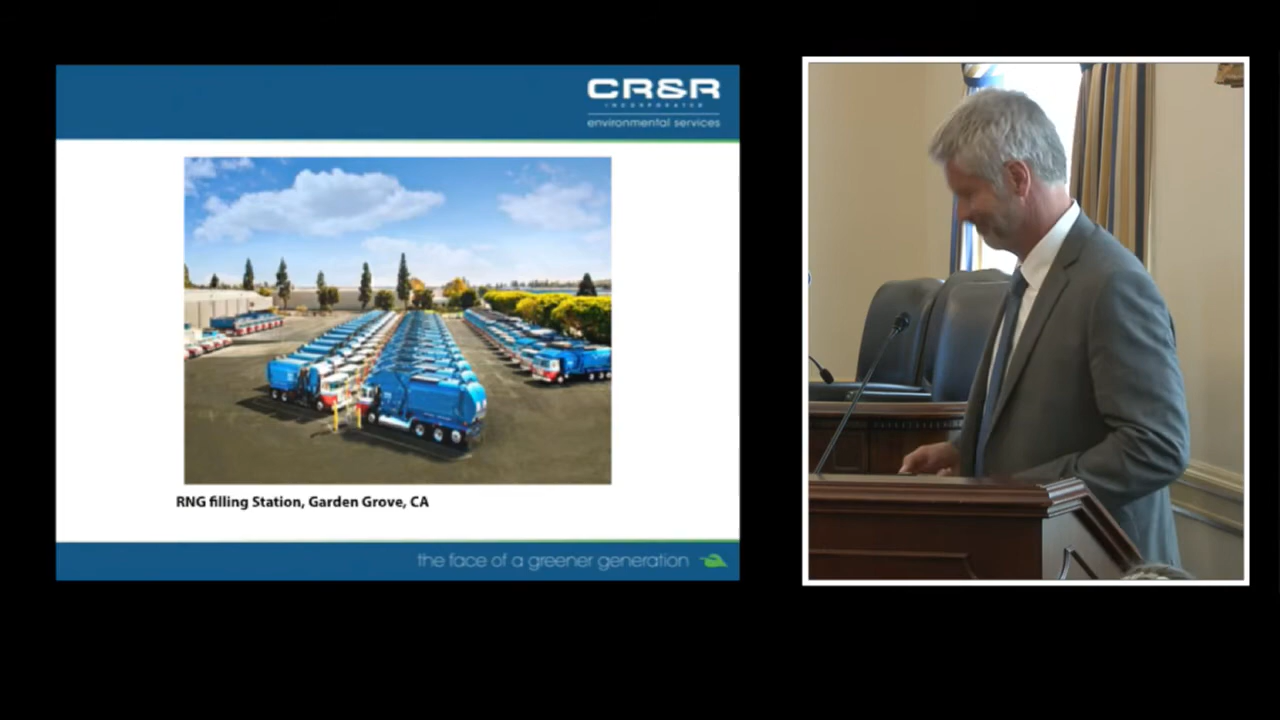 CR&R
INCORPORATED
environmental services
RNG filling Station, Garden Grove, CA
the face of a greener generation